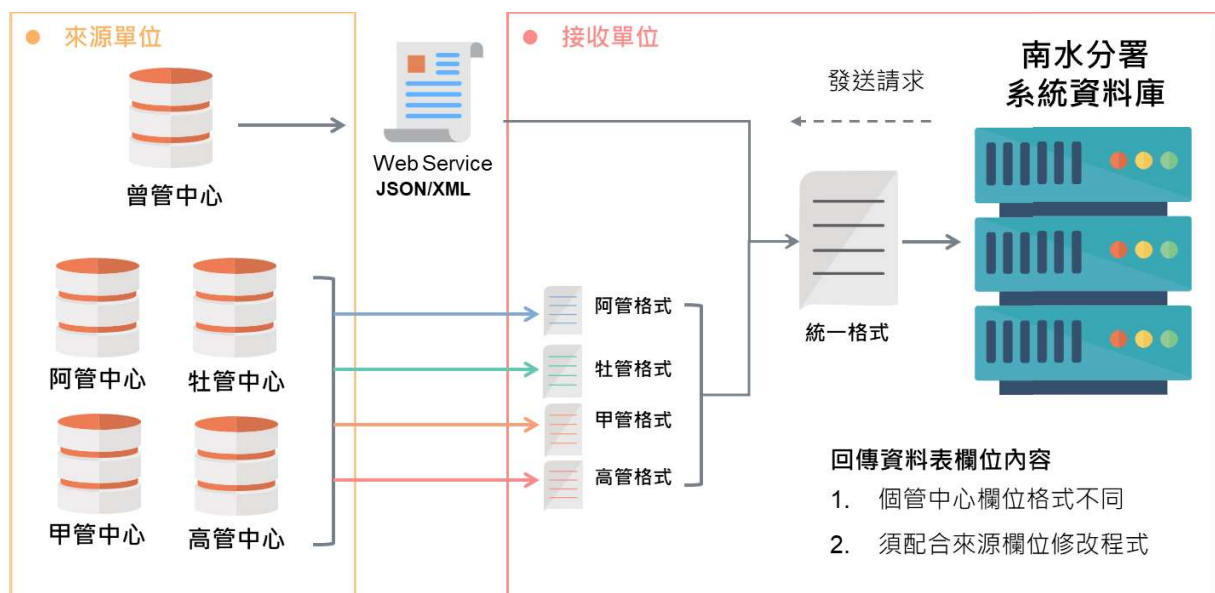 來源單位
曾管中心
阿管中心
牡管中心
甲管中心
高管中心
Web Service
JSON/XML
接收單位
發送請求
南水分署
系統資料庫
阿管格式
牡管格式
甲管格式
高管格式
統一格式
回傳資料表欄位內容
1. 個管中心欄位格式不同
2. 須配合來源欄位修改程式